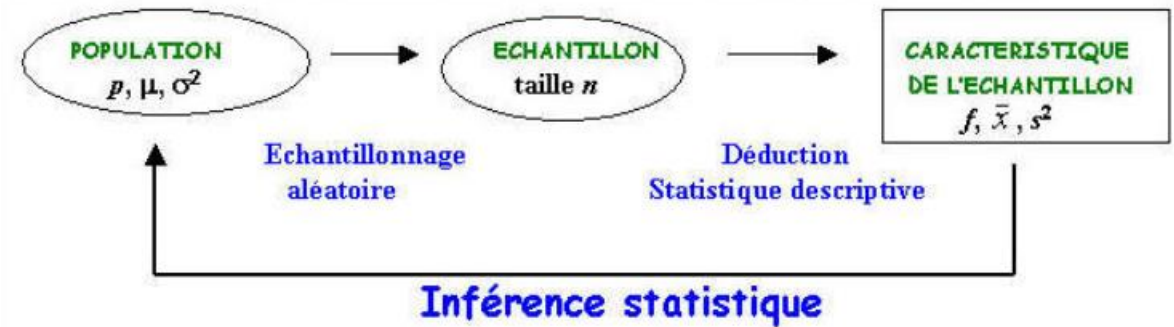 POPULATION
p, μ, σ²
ECHANTILLON
taille n
CARACTERISTIQUE
DE L'ECHANTILLON
f, x̄, s²
Echantillonnage
aléatoire
Déduction
Statistique descriptive
Inférence statistique